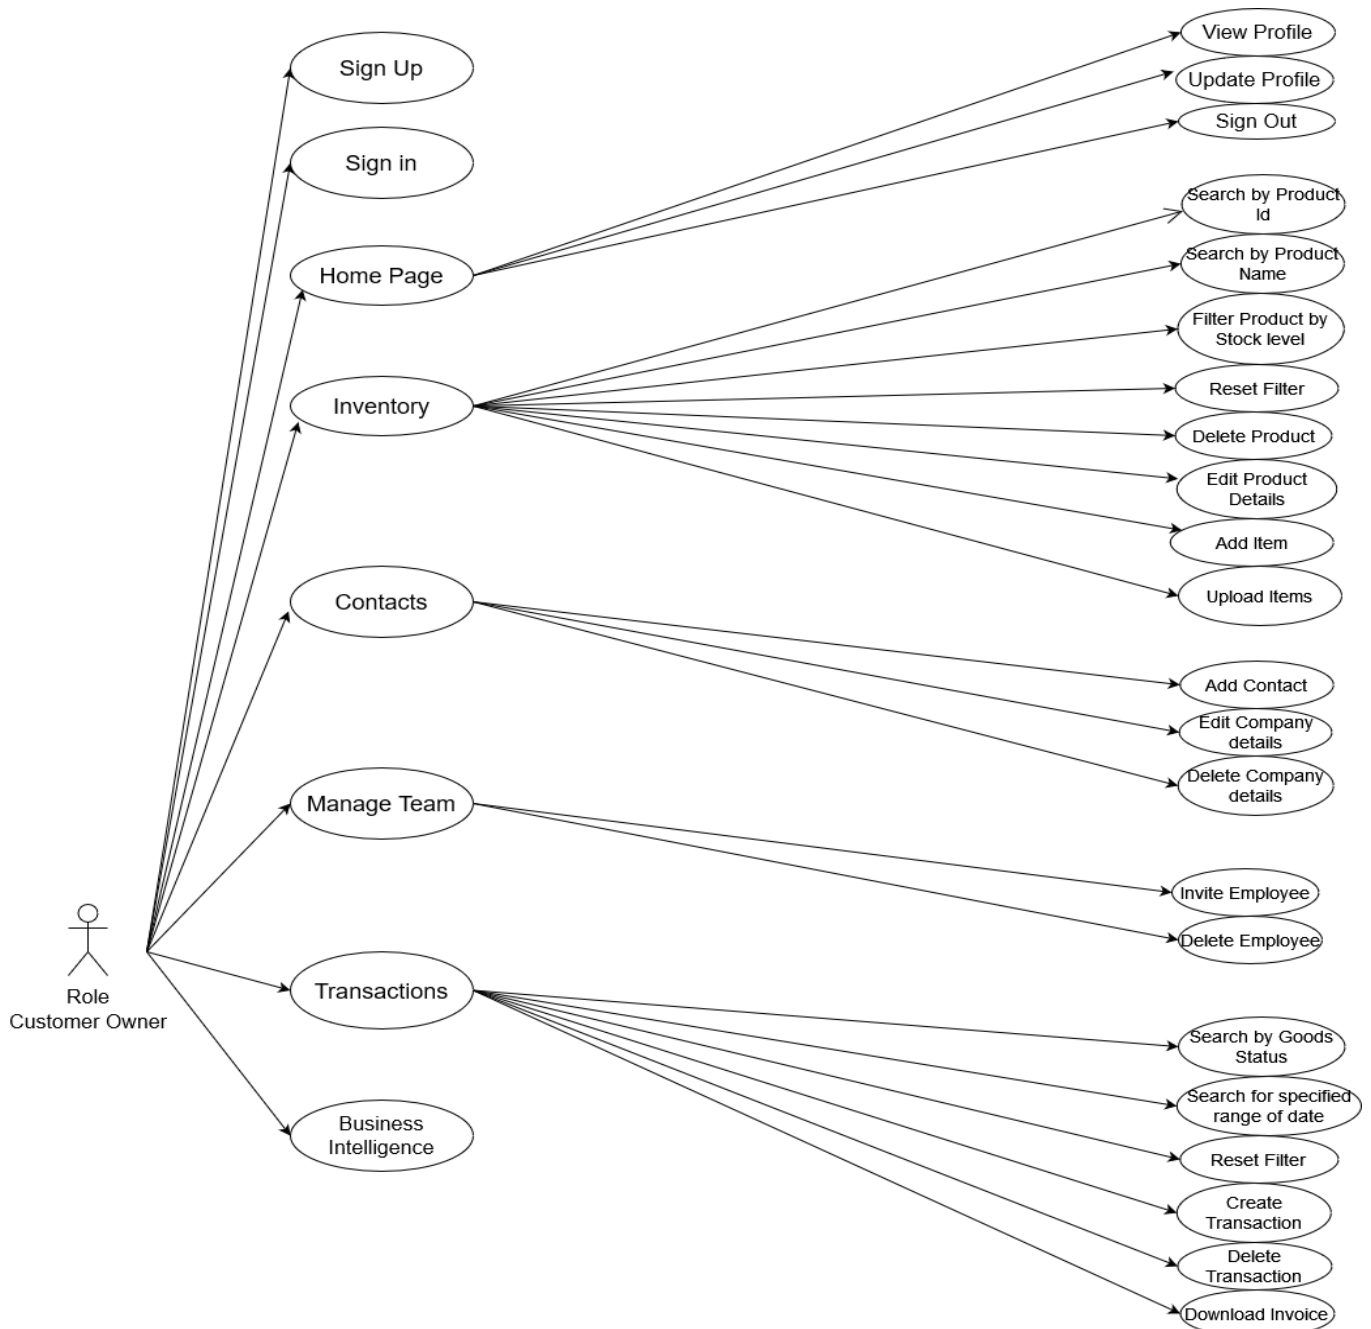 Sign Up
Sign in
Home Page
Inventory
Contacts
Manage Team
Transactions
Business
Intelligence
Role
Customer Owner
View Profile
Update Profile
Sign Out
Search by Product
Id
Search by Product
Name
Filter Product by
Stock level
Reset Filter
Delete Product
Edit Product
Details
Add Item
Upload Items
Add Contact
Edit Company
details
Delete Company
details
Invite Employee
Delete Employee
Search by Goods
Status
Search for specified
range of date
Reset Filter
Create
Transaction
Delete
Transaction
Download Invoice